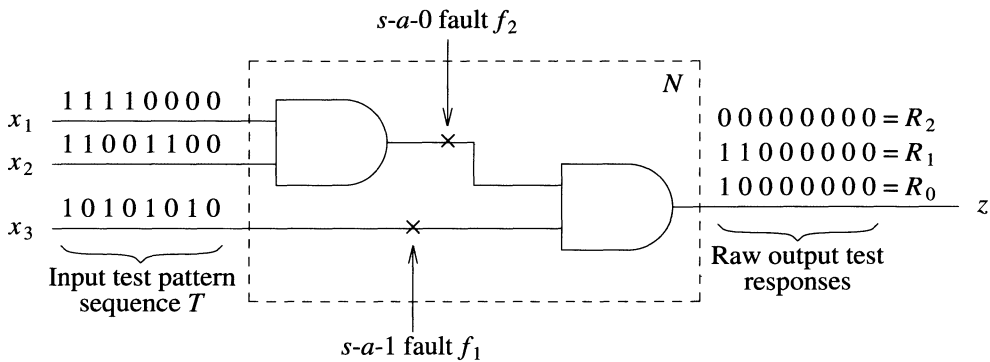 s-a-0 fault f2
N
x1 1 1 1 1 0 0 0 0
x2 1 1 0 0 1 1 0 0
x3 1 0 1 0 1 0 1 0
Input test pattern
sequence T
0 0 0 0 0 0 0 0 = R2
1 1 0 0 0 0 0 0 = R1
1 0 0 0 0 0 0 0 = R0
z
Raw output test
responses
s-a-1 fault f1